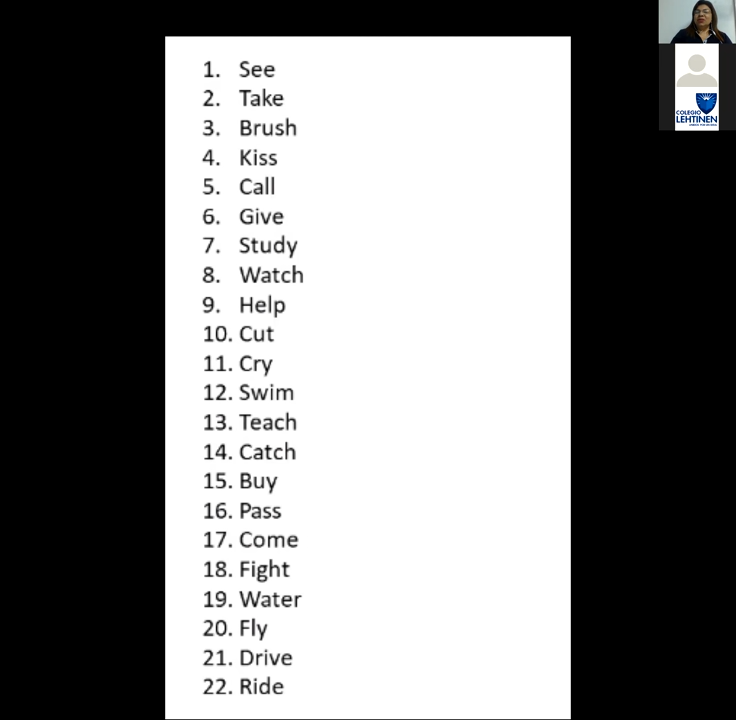 1. See
2. Take
3. Brush
4. Kiss
5. Call
6. Give
7. Study
8. Watch
9. Help
10. Cut
11. Cry
12. Swim
13. Teach
14. Catch
15. Buy
16. Pass
17. Come
18. Fight
19. Water
20. Fly
21. Drive
22. Ride
COLEGIO
LEHTINEN